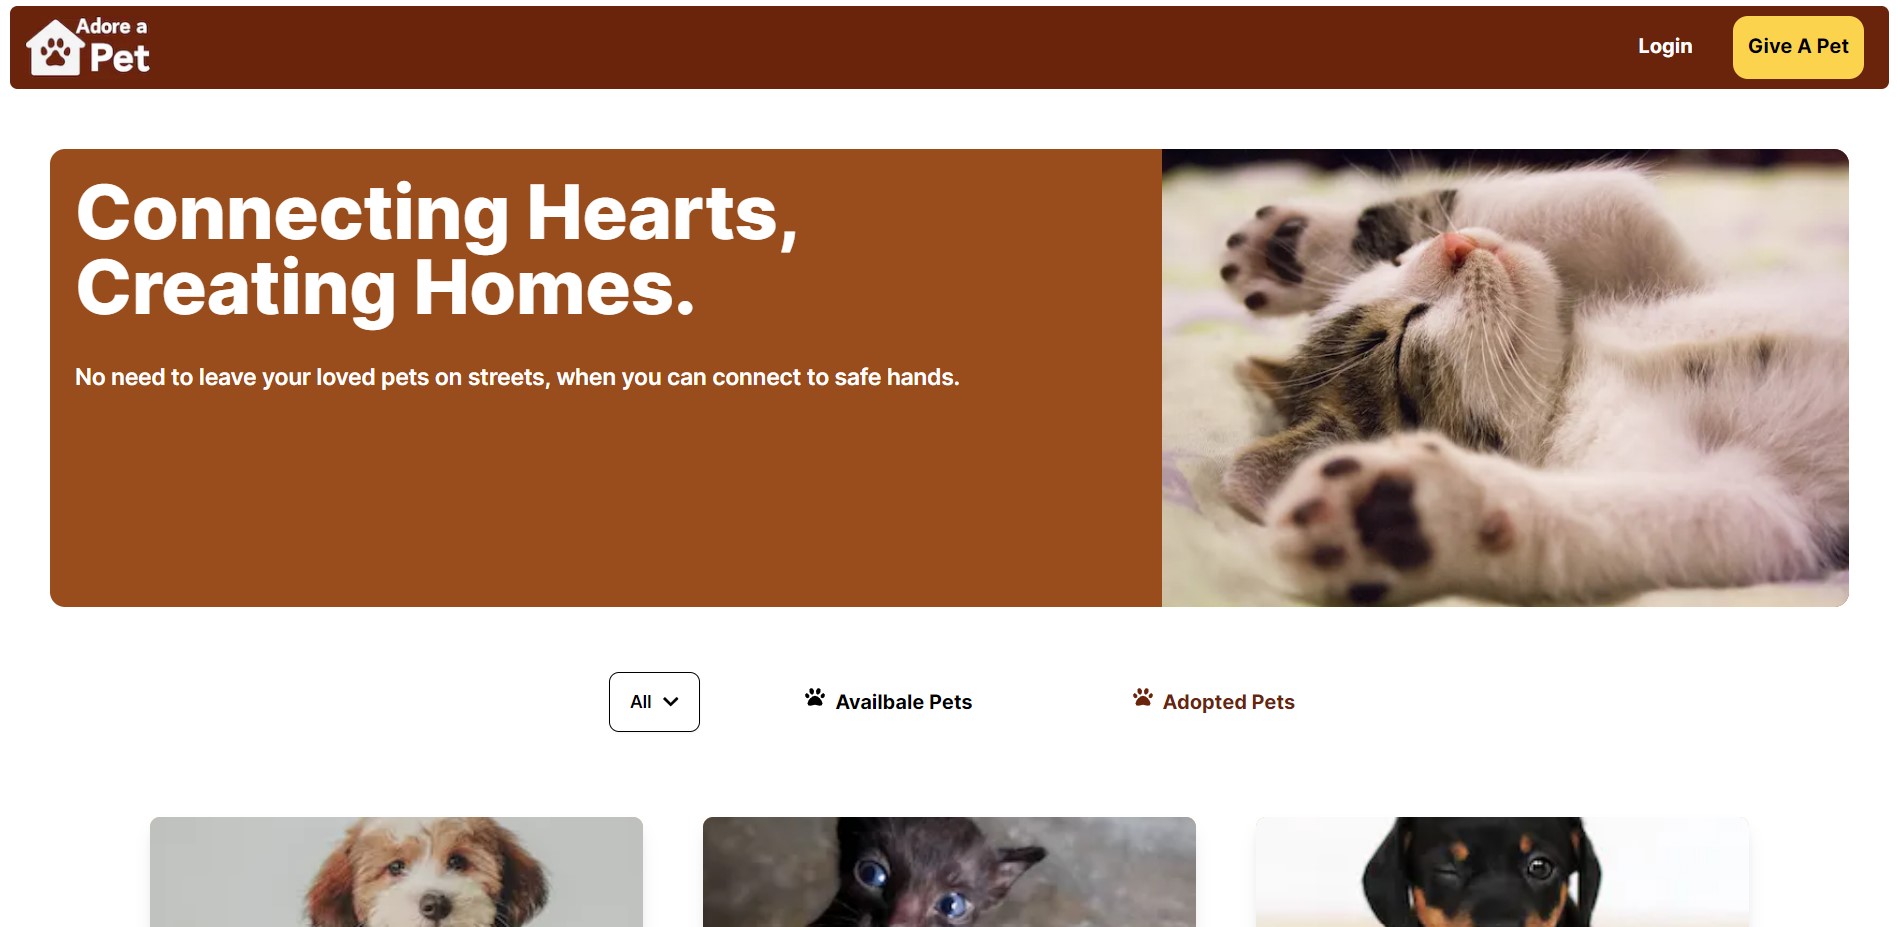 Adore a
Pet
Login
Give A Pet
Connecting Hearts,
Creating Homes.
No need to leave your loved pets on streets, when you can connect to safe hands.
All
Availbale Pets
Adopted Pets